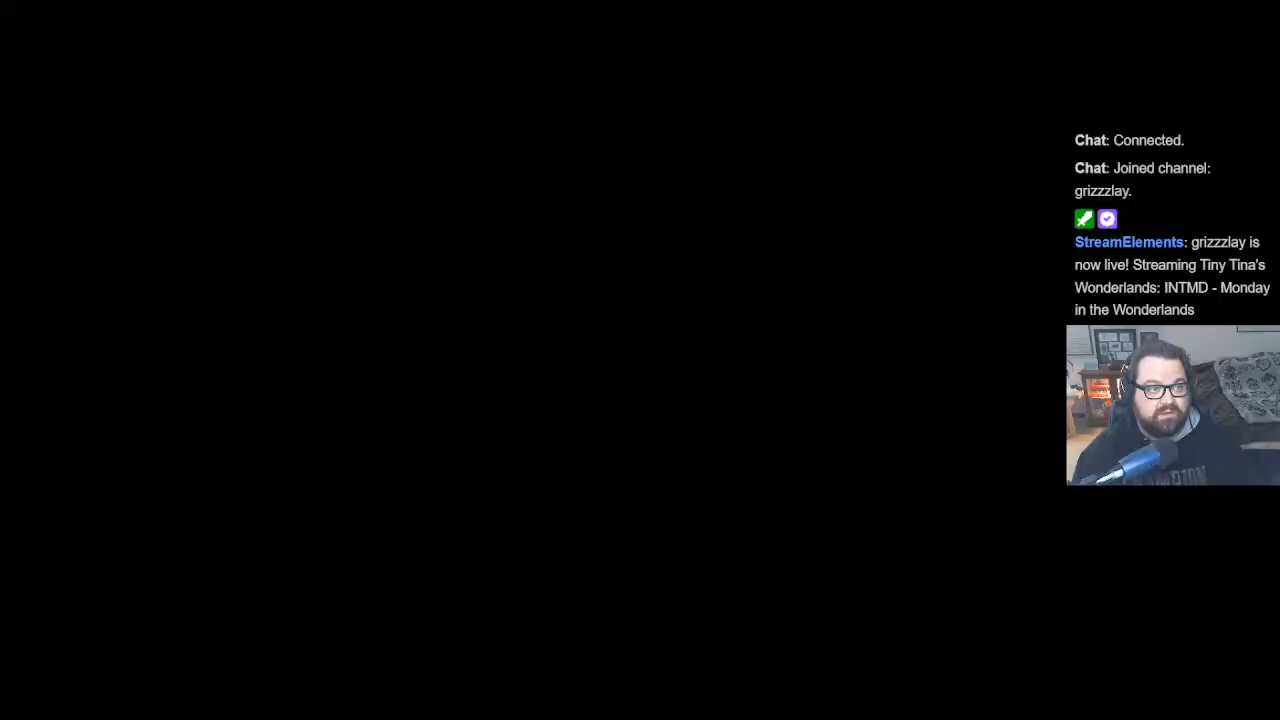 Chat: Connected.
Chat: Joined channel:
grizzzlay.
StreamElements: grizzzlay is
now live! Streaming Tiny Tina's
Wonderlands: INTMD - Monday
in the Wonderlands